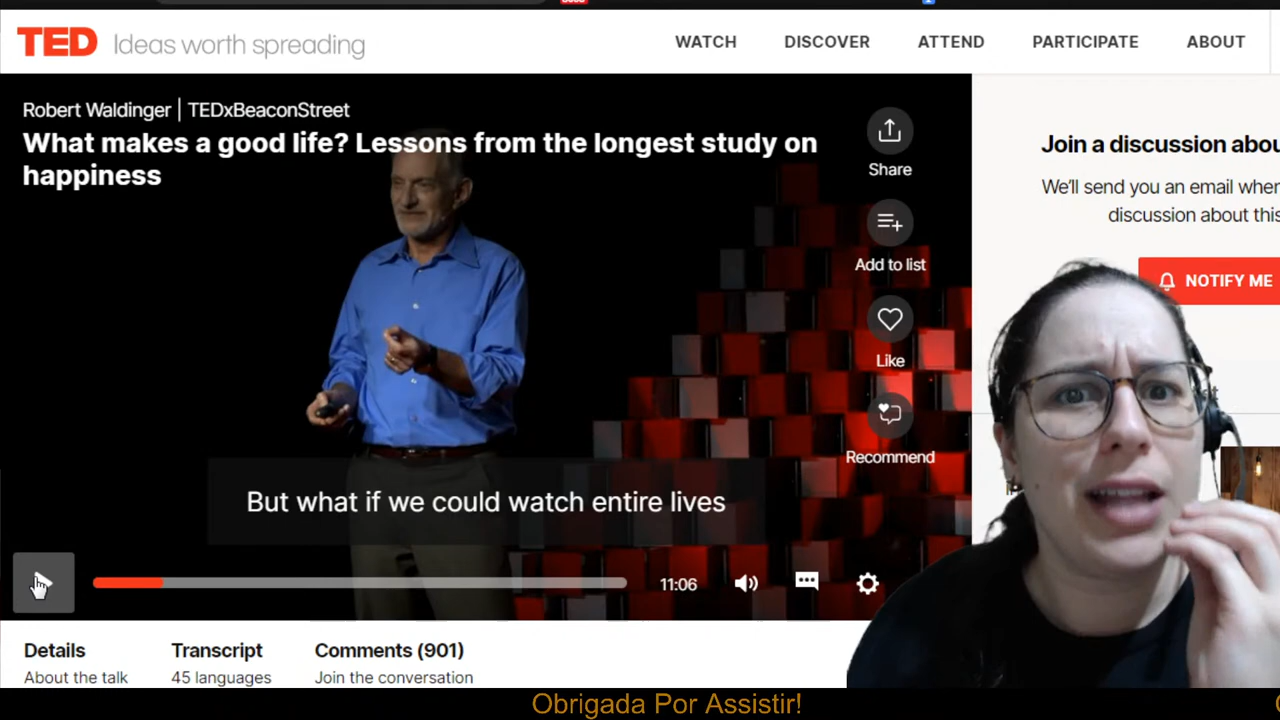 TED Ideas worth spreading
WATCH DISCOVER ATTEND PARTICIPATE ABOUT
Robert Waldinger | TEDxBeaconStreet
What makes a good life? Lessons from the longest study on
happiness
Share
Add to list
Like
Recommend
But what if we could watch entire lives
11:06
Details
About the talk
Transcript
45 languages
Comments (901)
Join the conversation
Join a discussion abou
We'll send you an email when
discussion about this
NOTIFY ME
Obrigada Por Assistir!